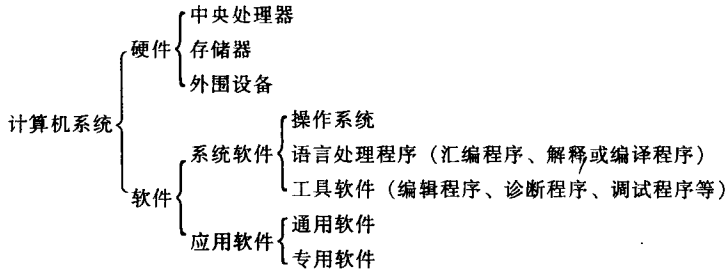 中央处理器
硬件
存储器
外围设备
计算机系统
操作系统
系统软件
语言处理程序（汇编程序、解释或编译程序）
软件
工具软件（编辑程序、诊断程序、调试程序等）
通用软件
应用软件
专用软件